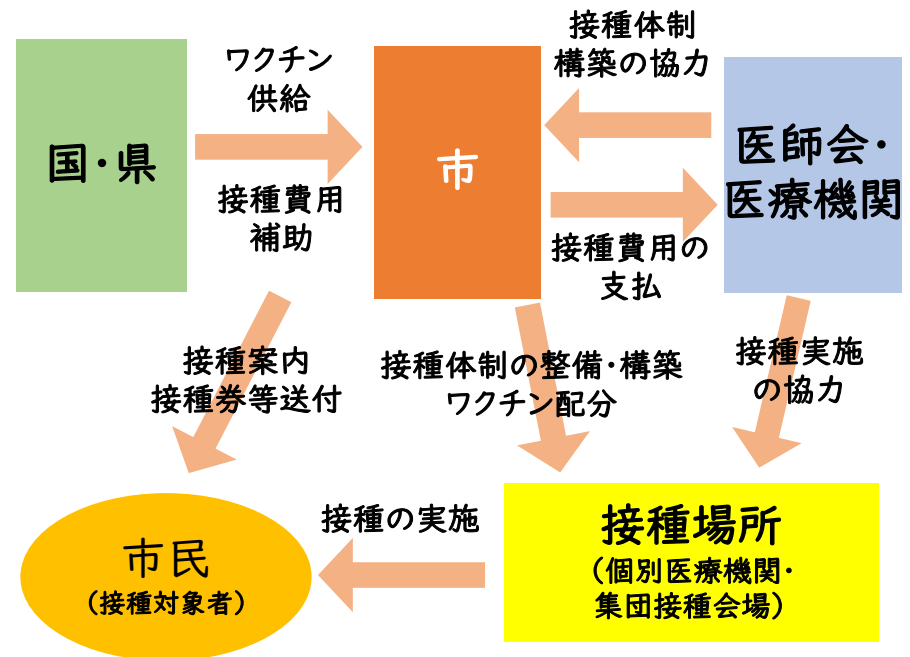 国・県
ワクチン
供給
接種費用
補助
市
接種体制
構築の協力
接種費用の
支払
医師会・
医療機関
接種案内
接種券等送付
接種体制の整備・構築
ワクチン配分
接種実施
の協力
市民
（接種対象者）
接種の実施
接種場所
（個別医療機関・
集団接種会場）